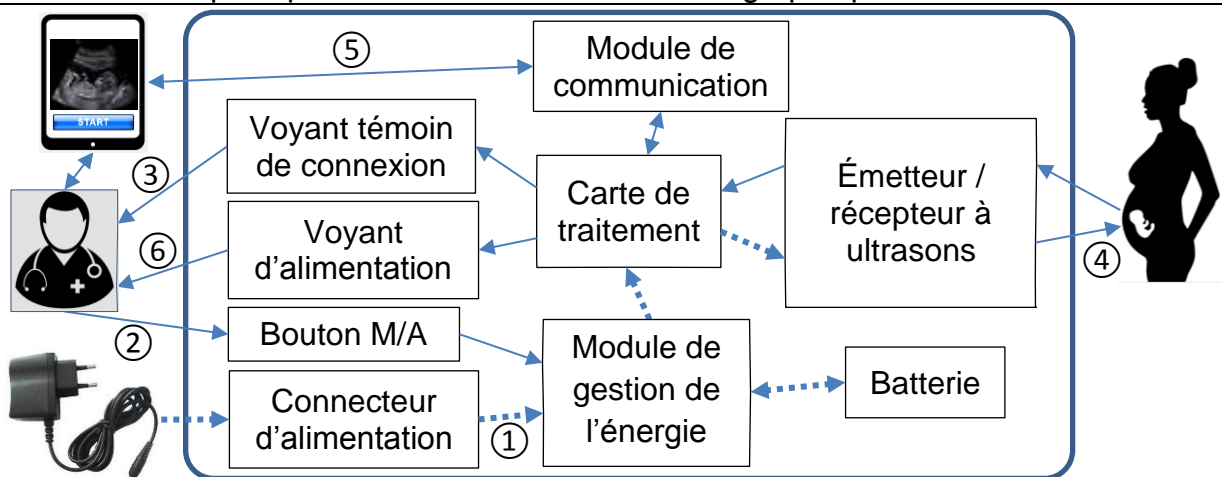 ⑤
Module de
communication
START
Voyant témoin
de connexion
③
Émetteur /
récepteur à
ultrasons
Carte de
traitement
Voyant
d'alimentation
⑥
④
②
Bouton M/A
Module de
gestion de
l'énergie
Batterie
Connecteur
d'alimentation
①